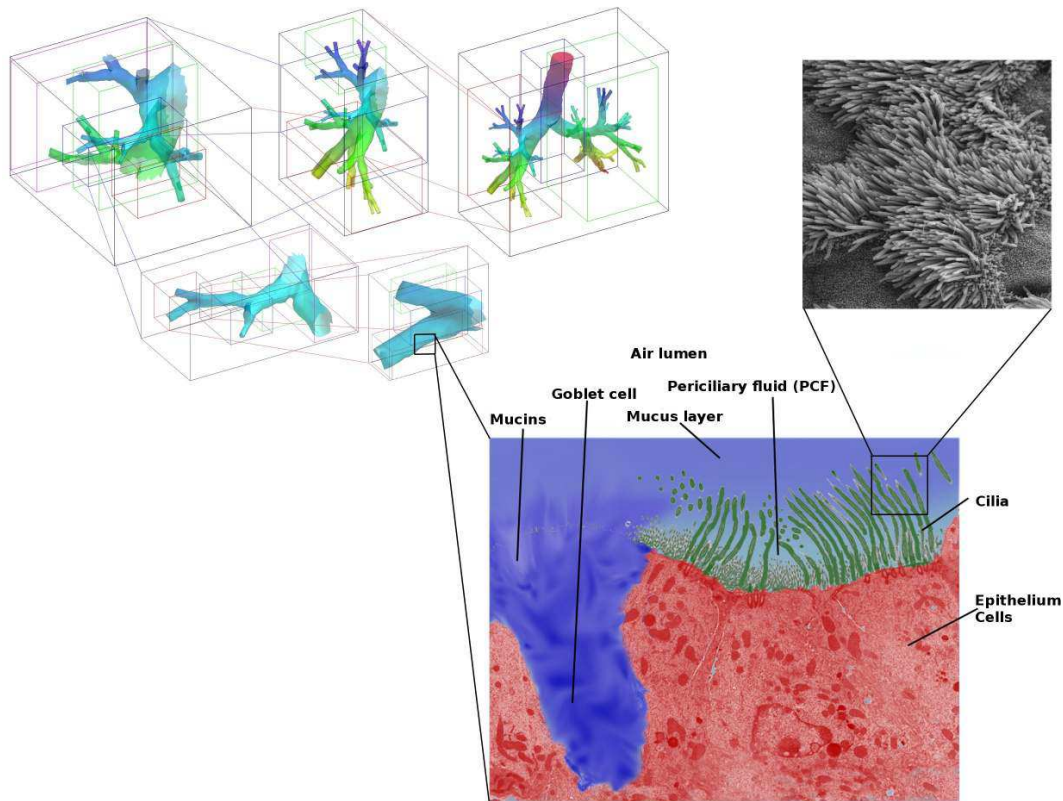 Air lumen
Periciliary fluid (PCF)
Goblet cell
Mucus layer
Mucins
Cilia
Epithelium
Cells